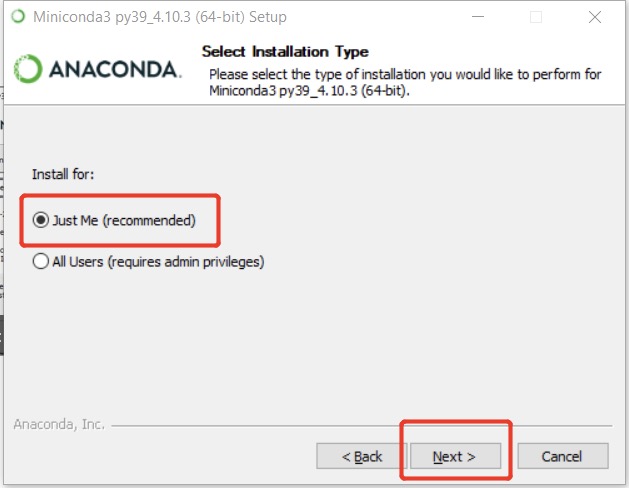 Miniconda3 py39_4.10.3 (64-bit) Setup
ANACONDA.
Select Installation Type
Please select the type of installation you would like to perform for
Miniconda3 py39_4.10.3 (64-bit).
Install for:
Just Me (recommended)
All Users (requires admin privileges)
Anaconda, Inc.
< Back
Next >
Cancel